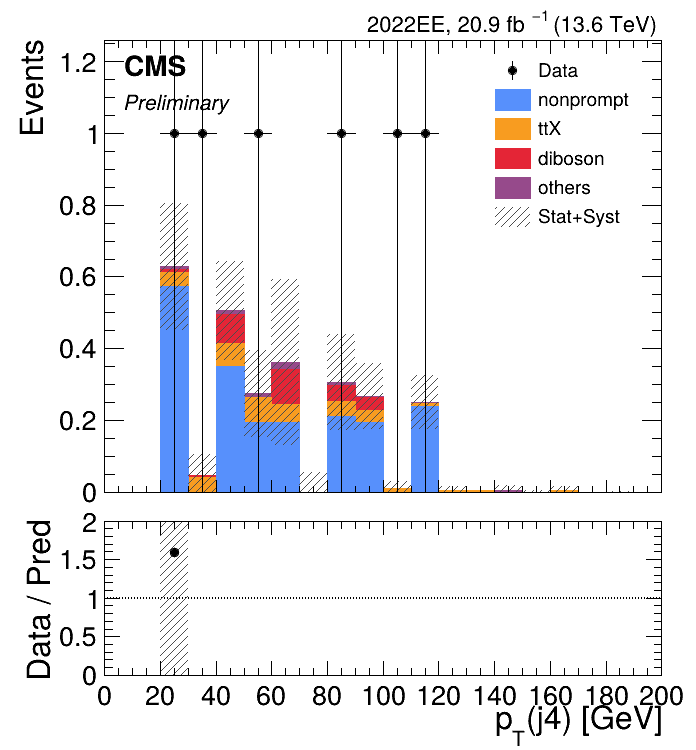 2022EE, 20.9 fb⁻¹ (13.6 TeV)
CMS
Preliminary
Data
nonprompt
ttX
diboson
others
Stat+Syst
Events
1.2
1
0.8
0.6
0.4
0.2
0
Data / Pred
2
1.5
1
0.5
0
0 20 40 60 80 100 120 140 160 180 200
p_T(j4) [GeV]